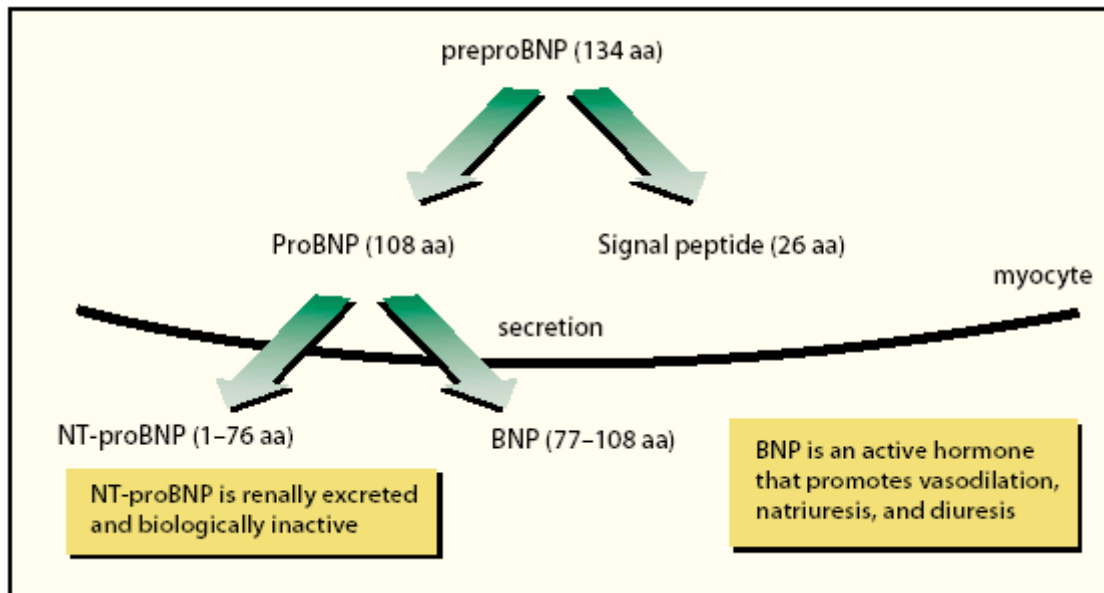 preproBNP (134 aa)
ProBNP (108 aa)
Signal peptide (26 aa)
myocyte
secretion
NT-proBNP (1–76 aa)
BNP (77–108 aa)
NT-proBNP is renally excreted
and biologically inactive
BNP is an active hormone
that promotes vasodilation,
natriuresis, and diuresis